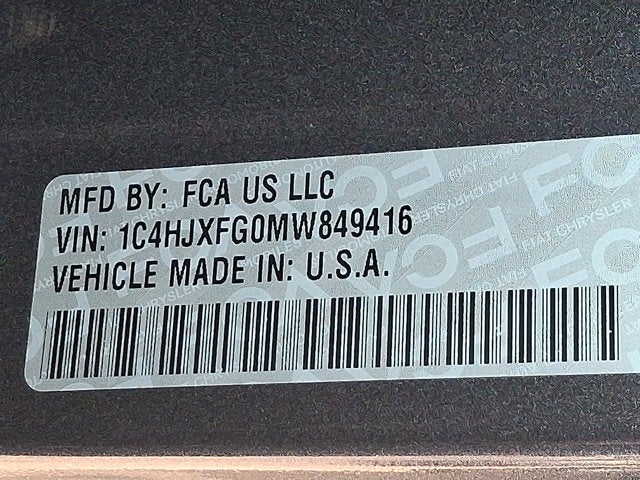 MFD BY: FCA US LLC
VIN: 1C4HJXFG0MW849416
VEHICLE MADE IN: U.S.A.